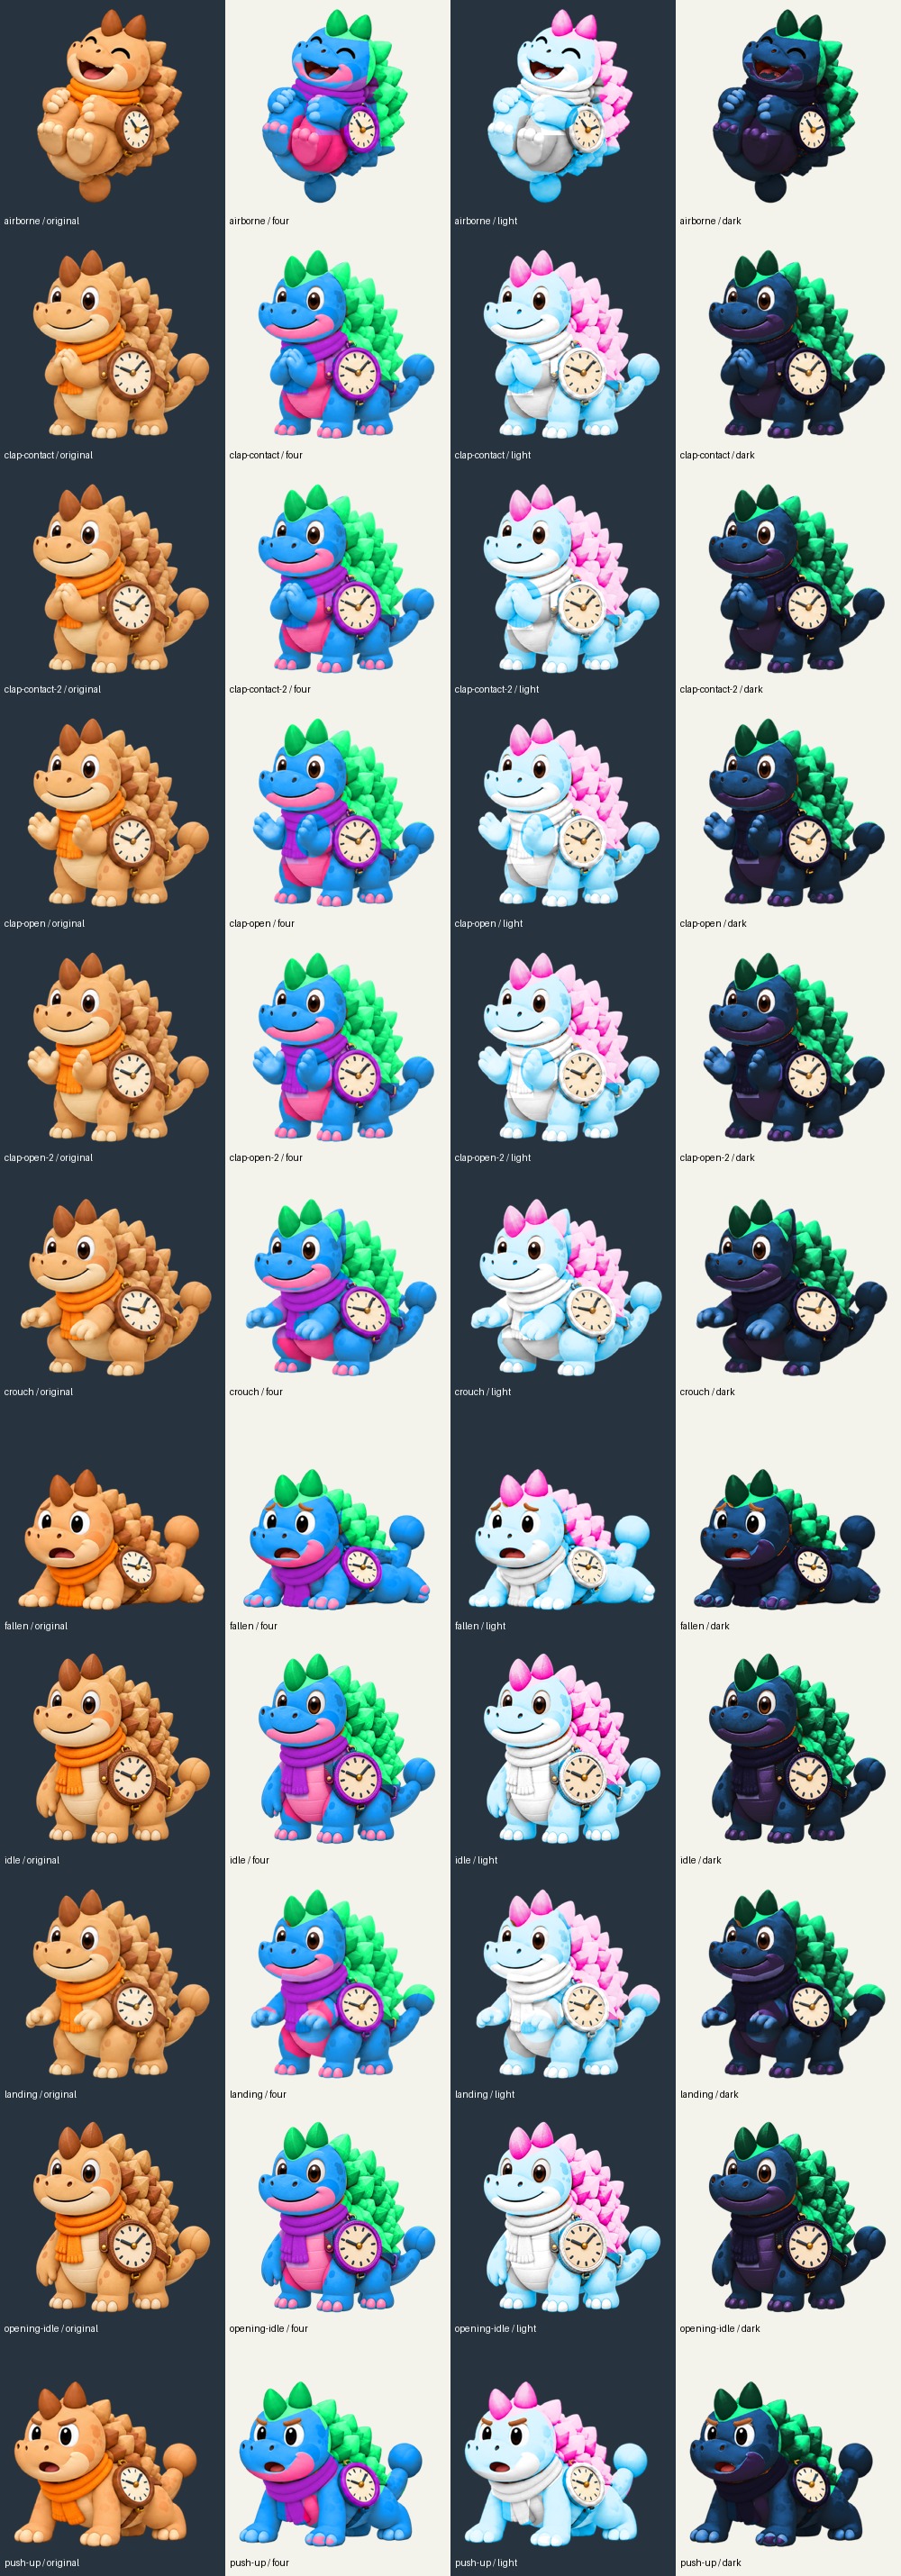 airborne / original
airborne / four
airborne / light
airborne / dark
clap-contact / original
clap-contact / four
clap-contact / light
clap-contact / dark
clap-contact-2 / original
clap-contact-2 / four
clap-contact-2 / light
clap-contact-2 / dark
clap-open / original
clap-open / four
clap-open / light
clap-open / dark
clap-open-2 / original
clap-open-2 / four
clap-open-2 / light
clap-open-2 / dark
crouch / original
crouch / four
crouch / light
crouch / dark
fallen / original
fallen / four
fallen / light
fallen / dark
idle / original
idle / four
idle / light
idle / dark
landing / original
landing / four
landing / light
landing / dark
opening-idle / original
opening-idle / four
opening-idle / light
opening-idle / dark
push-up / original
push-up / four
push-up / light
push-up / dark